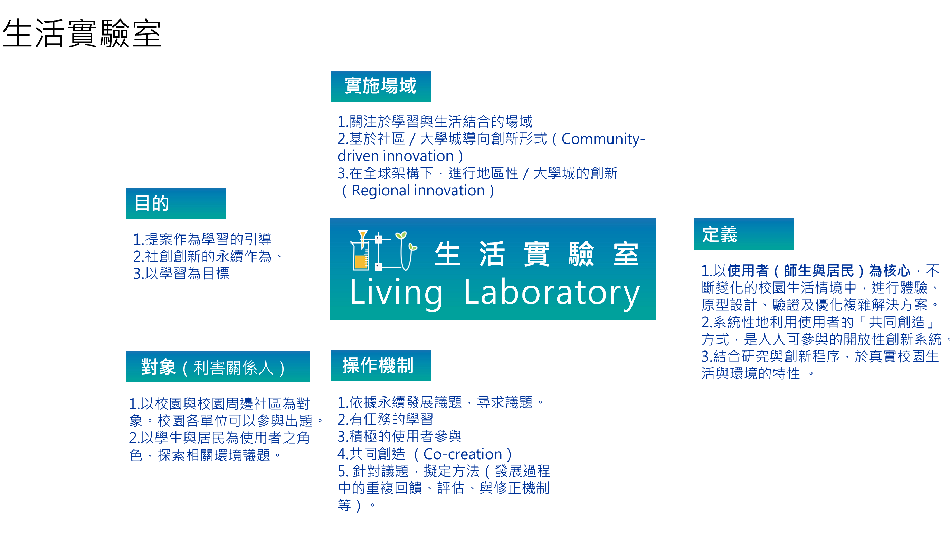 生活實驗室
實施場域
1.關注於學習與生活結合的場域
2.基於社區/大學城導向創新形式(Community-
driven innovation)
3.在全球架構下,進行地區性/大學城的創新
(Regional innovation)
目的
1.提案作為學習的引導
2.社創創新的永續作為、
3.以學習為目標
生活實驗室
Living Laboratory
定義
1.以使用者(師生與居民)為核心,不
斷變化的校園生活情境中,進行體驗、
原型設計、驗證及優化複雜解決方案。
2.系統性地利用使用者的「共同創造」
方式,是人人可參與的開放性創新系統。
3.結合研究與創新程序,於真實校園生
活與環境的特性 。
對象(利害關係人)
1.以校園與校園周邊社區為對
象。校園各單位可以參與出題。
2.以學生與居民為使用者之角
色,探索相關環境議題。
操作機制
1.依據永續發展議題,尋求議題。
2.有任務的學習
3.積極的使用者參與
4.共同創造 (Co-creation)
5. 針對議題,擬定方法(發展過程
中的重複回饋、評估、與修正機制
等)。